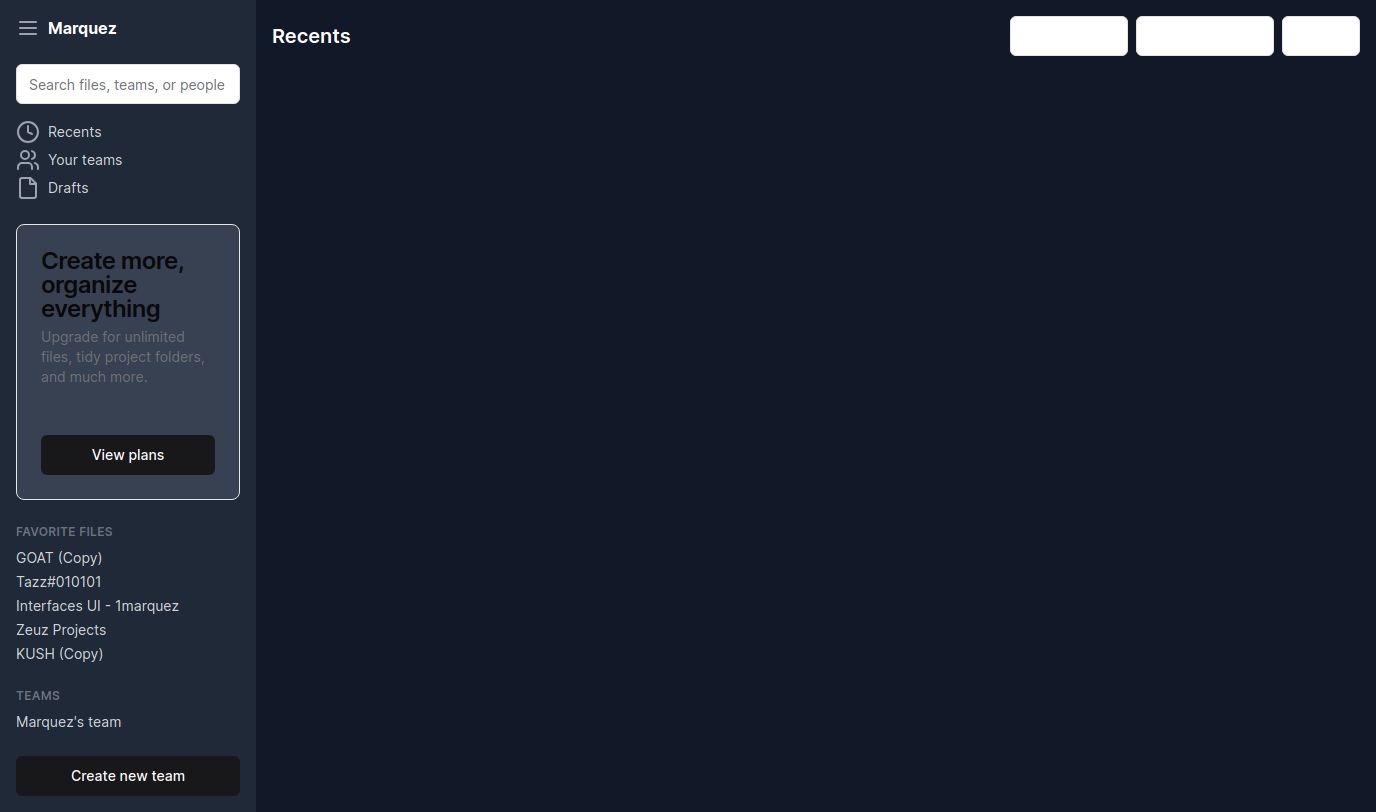 Marquez
Search files, teams, or people
Recents
Your teams
Drafts
Create more,
organize
everything
Upgrade for unlimited
files, tidy project folders,
and much more.
View plans
FAVORITE FILES
GOAT (Copy)
Tazz#010101
Interfaces UI - 1marquez
Zeuz Projects
KUSH (Copy)
TEAMS
Marquez's team
Create new team
Recents